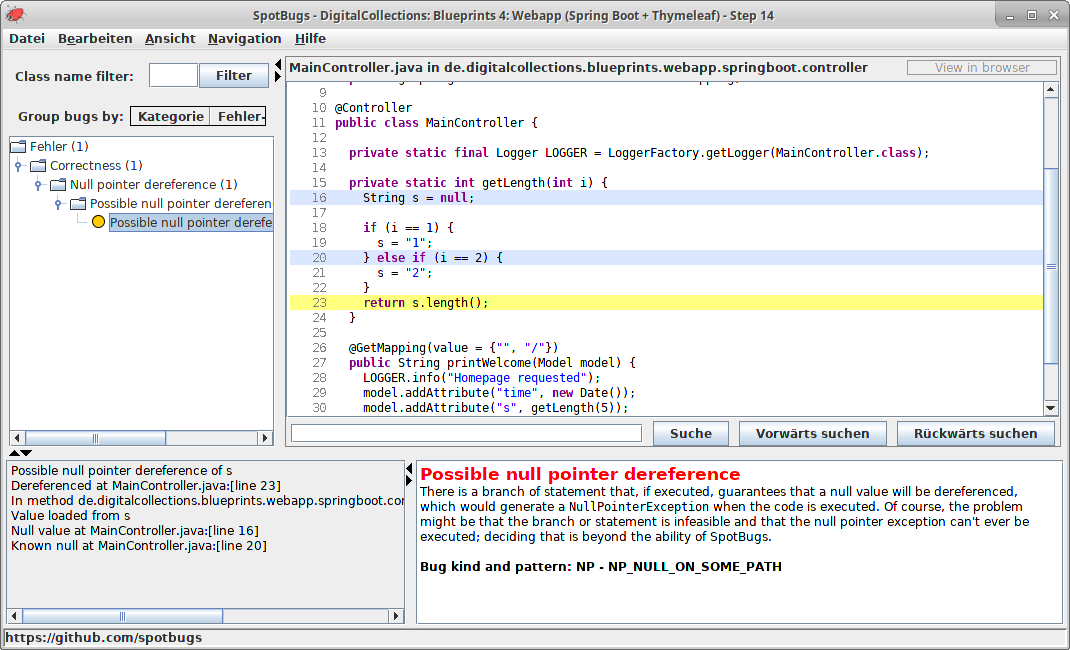 SpotBugs - DigitalCollections: Blueprints 4: Webapp (Spring Boot + Thymeleaf) - Step 14
Datei Bearbeiten Ansicht Navigation Hilfe
Class name filter: Filter
Group bugs by: Kategorie Fehler-
Fehler (1)
Correctness (1)
Null pointer dereference (1)
Possible null pointer dereferen
Possible null pointer derefe
MainController.java in de.digitalcollections.blueprints.webapp.springboot.controller View in browser
9
10 @Controller
11 public class MainController {
12
13 private static final Logger LOGGER = LoggerFactory.getLogger(MainController.class);
14
15 private static int getLength(int i) {
16 String s = null;
17
18 if (i == 1) {
19 s = "1";
20 } else if (i == 2) {
21 s = "2";
22 }
23 return s.length();
24 }
25
26 @GetMapping(value = {"", "/"})
27 public String printWelcome(Model model) {
28 LOGGER.info("Homepage requested");
29 model.addAttribute("time", new Date());
30 model.addAttribute("s", getLength(5));
Suche Vorwärts suchen Rückwärts suchen
Possible null pointer dereference of s
Dereferenced at MainController.java:[line 23]
In method de.digitalcollections.blueprints.webapp.springboot.cor
Value loaded from s
Null value at MainController.java:[line 16]
Known null at MainController.java:[line 20]
Possible null pointer dereference
There is a branch of statement that, if executed, guarantees that a null value will be dereferenced,
which would generate a NullPointerException when the code is executed. Of course, the problem
might be that the branch or statement is infeasible and that the null pointer exception can't ever be
executed; deciding that is beyond the ability of SpotBugs.
Bug kind and pattern: NP - NP_NULL_ON_SOME_PATH
https://github.com/spotbugs